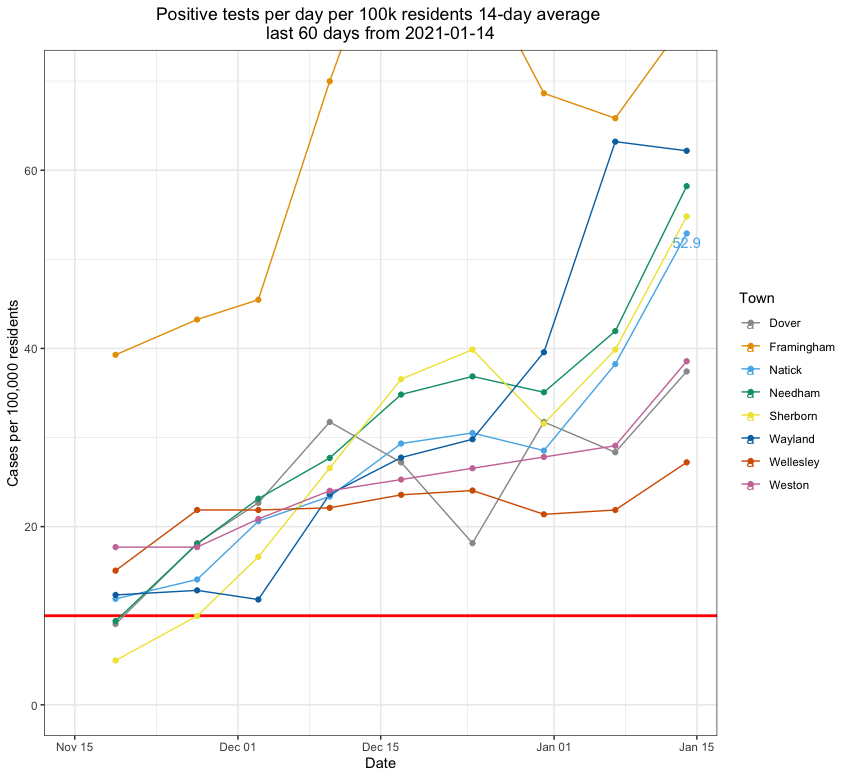 Positive tests per day per 100k residents 14-day average
last 60 days from 2021-01-14
Cases per 100,000 residents
60
40
20
0
52.9
Nov 15
Dec 01
Dec 15
Jan 01
Jan 15
Date
Town
a Dover
a Framingham
a Natick
a Needham
a Sherborn
a Wayland
a Wellesley
a Weston